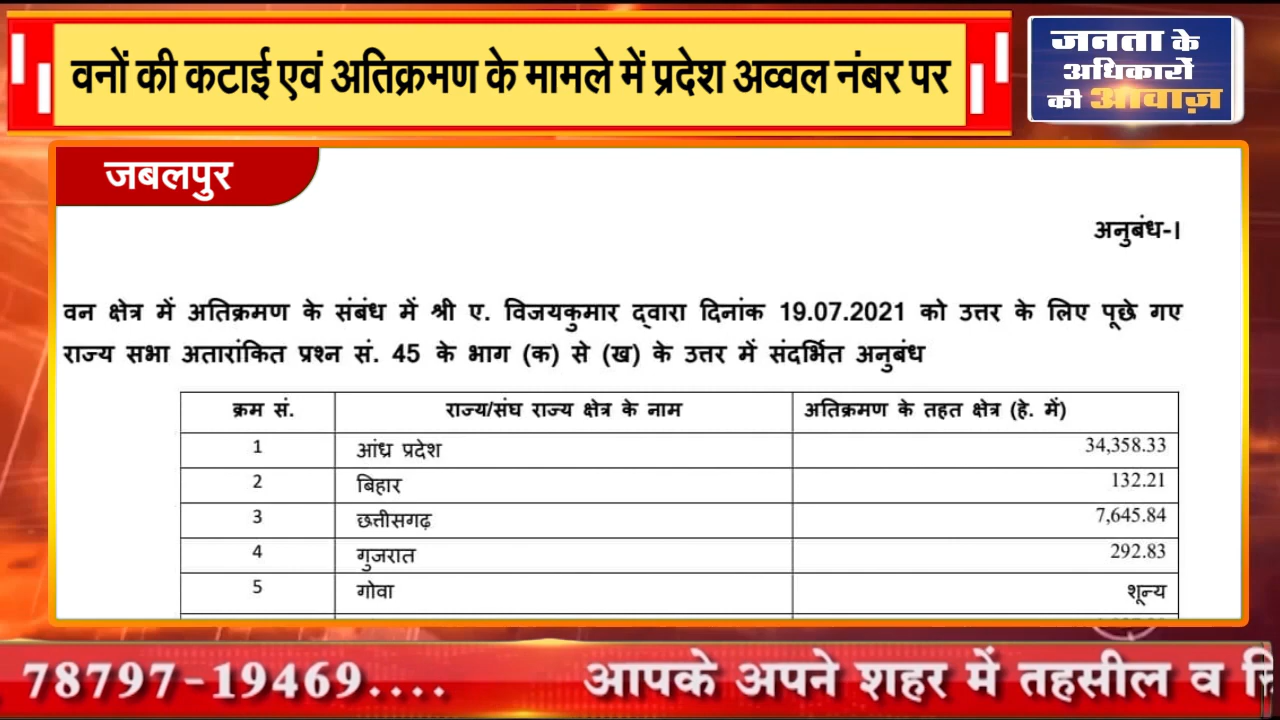 वनों की कटाई एवं अतिक्रमण के मामले में प्रदेश अव्वल नंबर पर
जनता के
अधिकारों
की आवाज़
जबलपुर
अनुबंध-I
वन क्षेत्र में अतिक्रमण के संबंध में श्री ए. विजयकुमार द्वारा दिनांक 19.07.2021 को उत्तर के लिए पूछे गए
राज्य सभा अतारांकित प्रश्न सं. 45 के भाग (क) से (ख) के उत्तर में संदर्भित अनुबंध
क्रम सं. राज्य/संघ राज्य क्षेत्र के नाम अतिक्रमण के तहत क्षेत्र (हे. में)
1 आंध्र प्रदेश 34,358.33
2 बिहार 132.21
3 छत्तीसगढ़ 7,645.84
4 गुजरात 292.83
5 गोवा शून्य
78797-19469.... आपके अपने शहर में तहसील व